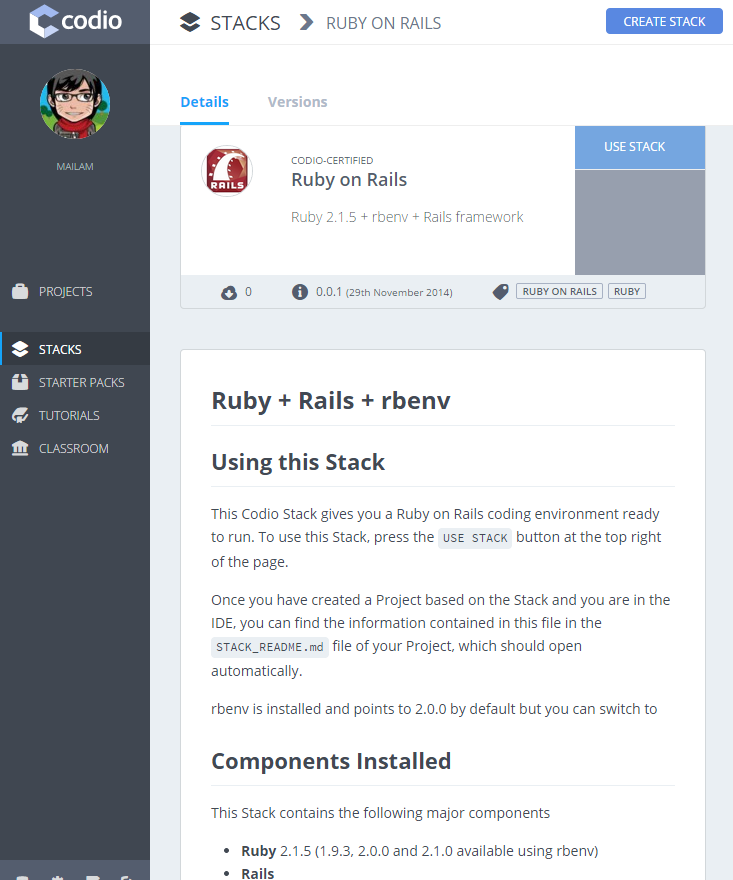 codio
STACKS RUBY ON RAILS
CREATE STACK
MAILAM
PROJECTS
STACKS
STARTER PACKS
TUTORIALS
CLASSROOM
Details Versions
RAILS
CODIO-CERTIFIED
Ruby on Rails
Ruby 2.1.5 + rbenv + Rails framework
USE STACK
0 0.0.1 (29th November 2014) RUBY ON RAILS RUBY
Ruby + Rails + rbenv
Using this Stack
This Codio Stack gives you a Ruby on Rails coding environment ready
to run. To use this Stack, press the USE STACK button at the top right
of the page.
Once you have created a Project based on the Stack and you are in the
IDE, you can find the information contained in this file in the
STACK_README.md file of your Project, which should open
automatically.
rbenv is installed and points to 2.0.0 by default but you can switch to
Components Installed
This Stack contains the following major components
• Ruby 2.1.5 (1.9.3, 2.0.0 and 2.1.0 available using rbenv)
• Rails